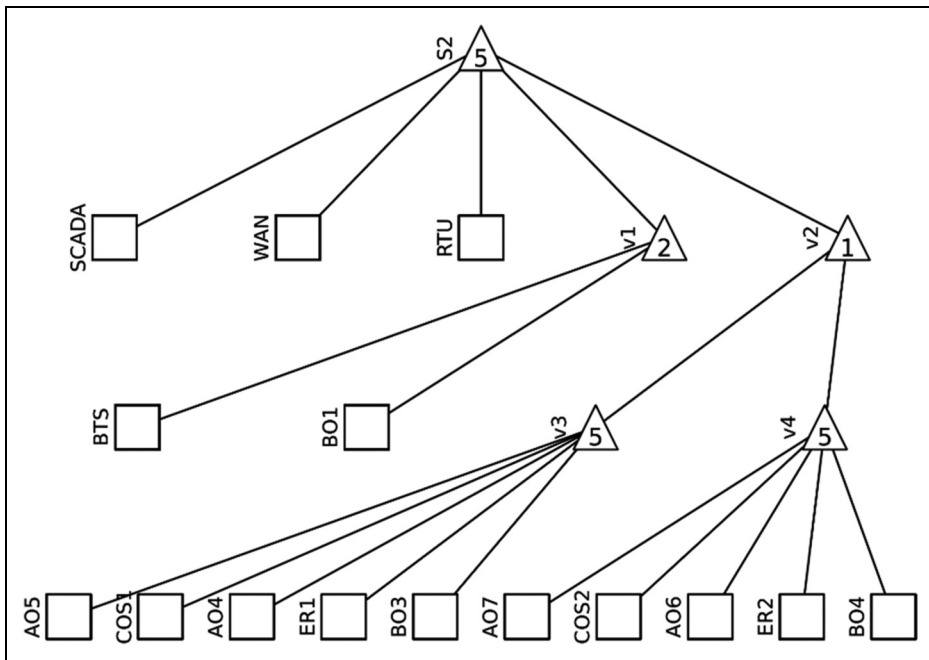 S2
5
SCADA
WAN
RTU
v1
2
v2
1
BTS
BO1
v3
5
v4
5
AO5
COS1
AO4
ER1
BO3
AO7
COS2
AO6
ER2
BO4